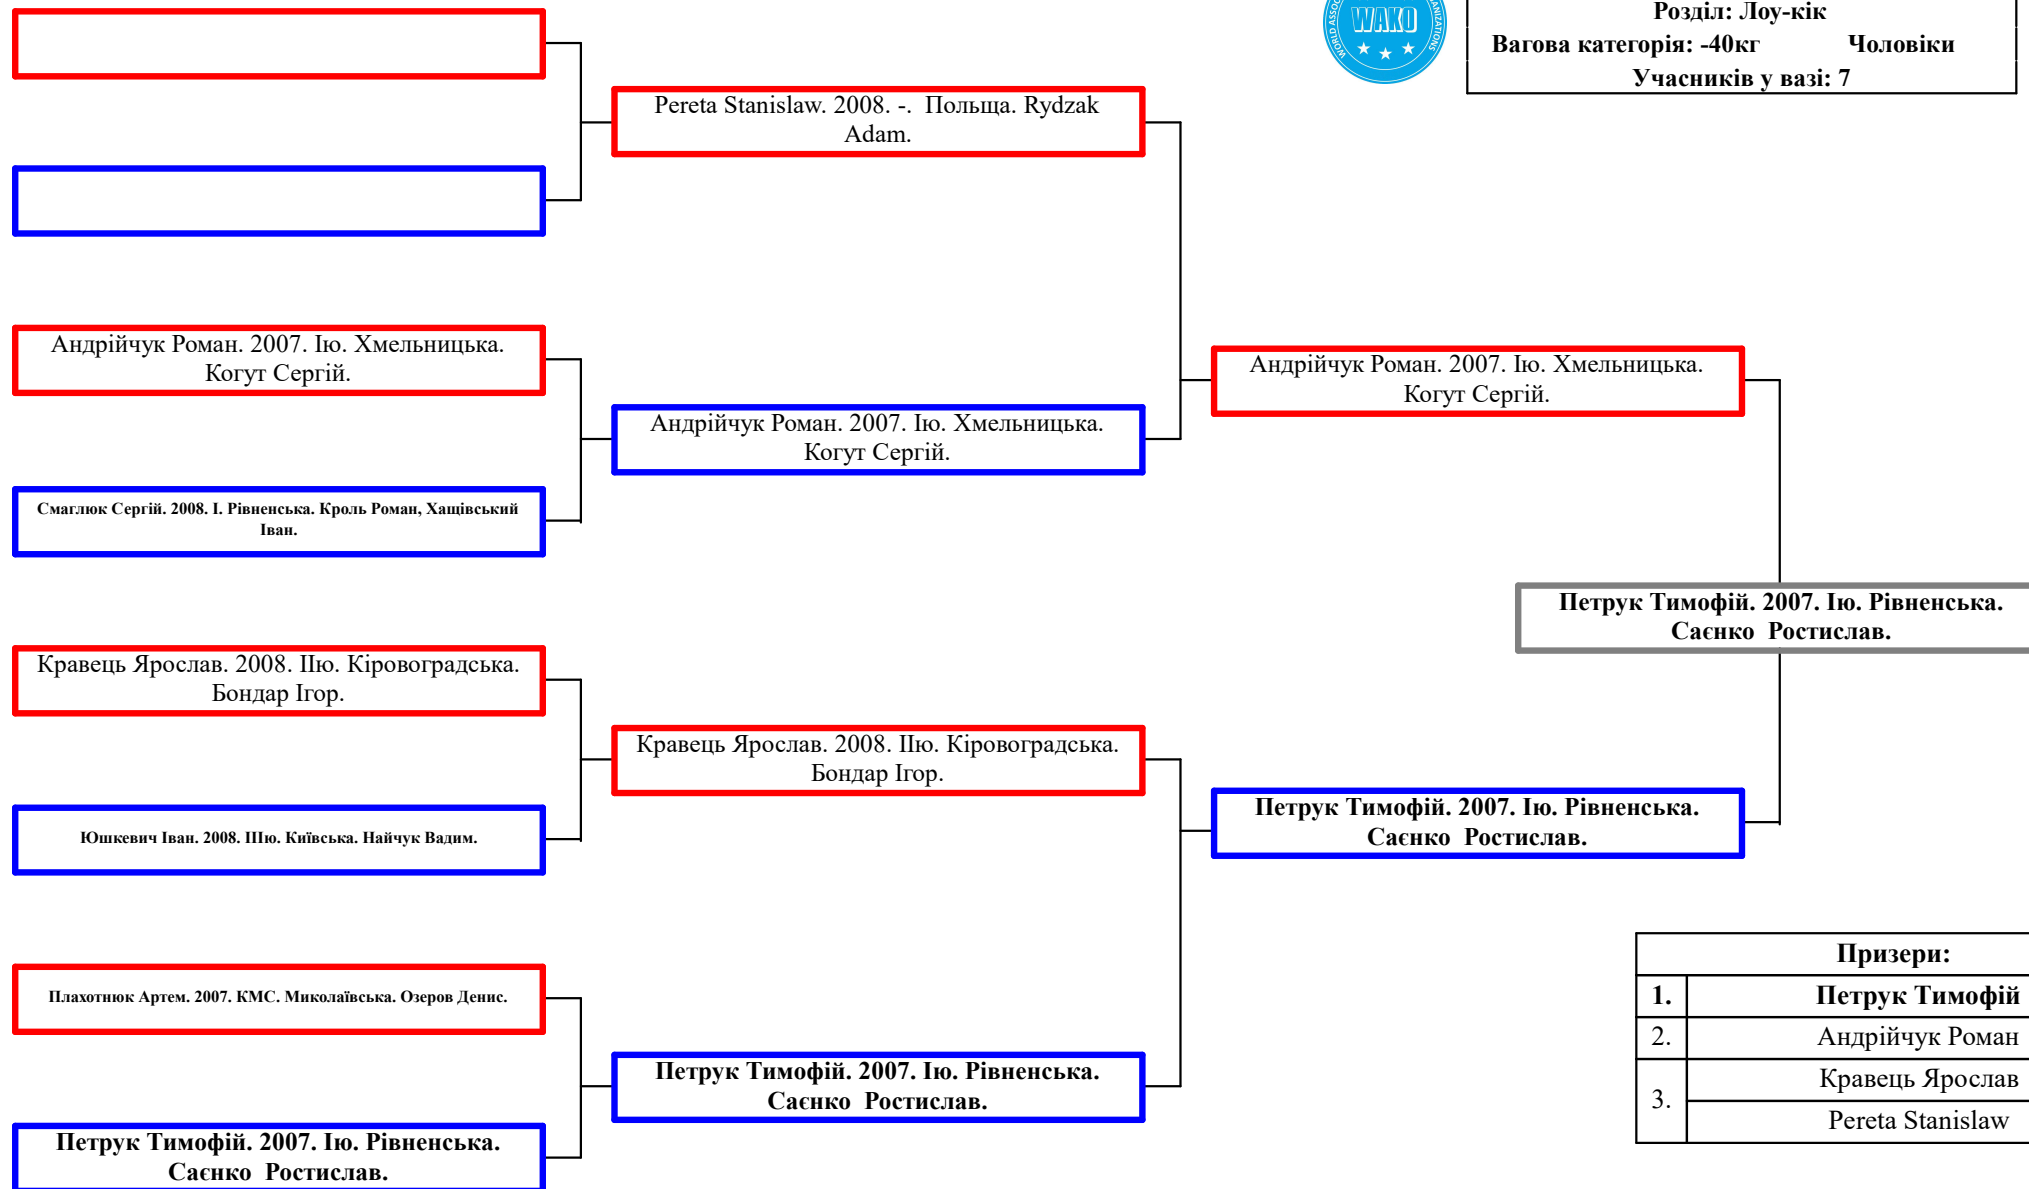 WAKO
Розділ: Лоу-кік
Вагова категорія: -40кг Чоловіки
Учасників у вазі: 7
Pereta Stanislaw. 2008. -. Польща. Rydzak
Adam.
Андрійчук Роман. 2007. Iю. Хмельницька.
Когут Сергій.
Андрійчук Роман. 2007. Iю. Хмельницька.
Когут Сергій.
Андрійчук Роман. 2007. Iю. Хмельницька.
Когут Сергій.
Смаглюк Сергій. 2008. I. Рівненська. Кроль Роман, Хащівський
Іван.
Петрук Тимофій. 2007. Iю. Рівненська.
Саєнко Ростислав.
Кравець Ярослав. 2008. IIю. Кіровоградська.
Бондар Ігор.
Кравець Ярослав. 2008. IIю. Кіровоградська.
Бондар Ігор.
Петрук Тимофій. 2007. Iю. Рівненська.
Саєнко Ростислав.
Юшкевич Іван. 2008. IIIю. Київська. Найчук Вадим.
Плахотнюк Артем. 2007. КМС. Миколаївська. Озеров Денис.
Петрук Тимофій. 2007. Iю. Рівненська.
Саєнко Ростислав.
Петрук Тимофій. 2007. Iю. Рівненська.
Саєнко Ростислав.
Призери:
1. Петрук Тимофій
2. Андрійчук Роман
3. Кравець Ярослав
Pereta Stanislaw